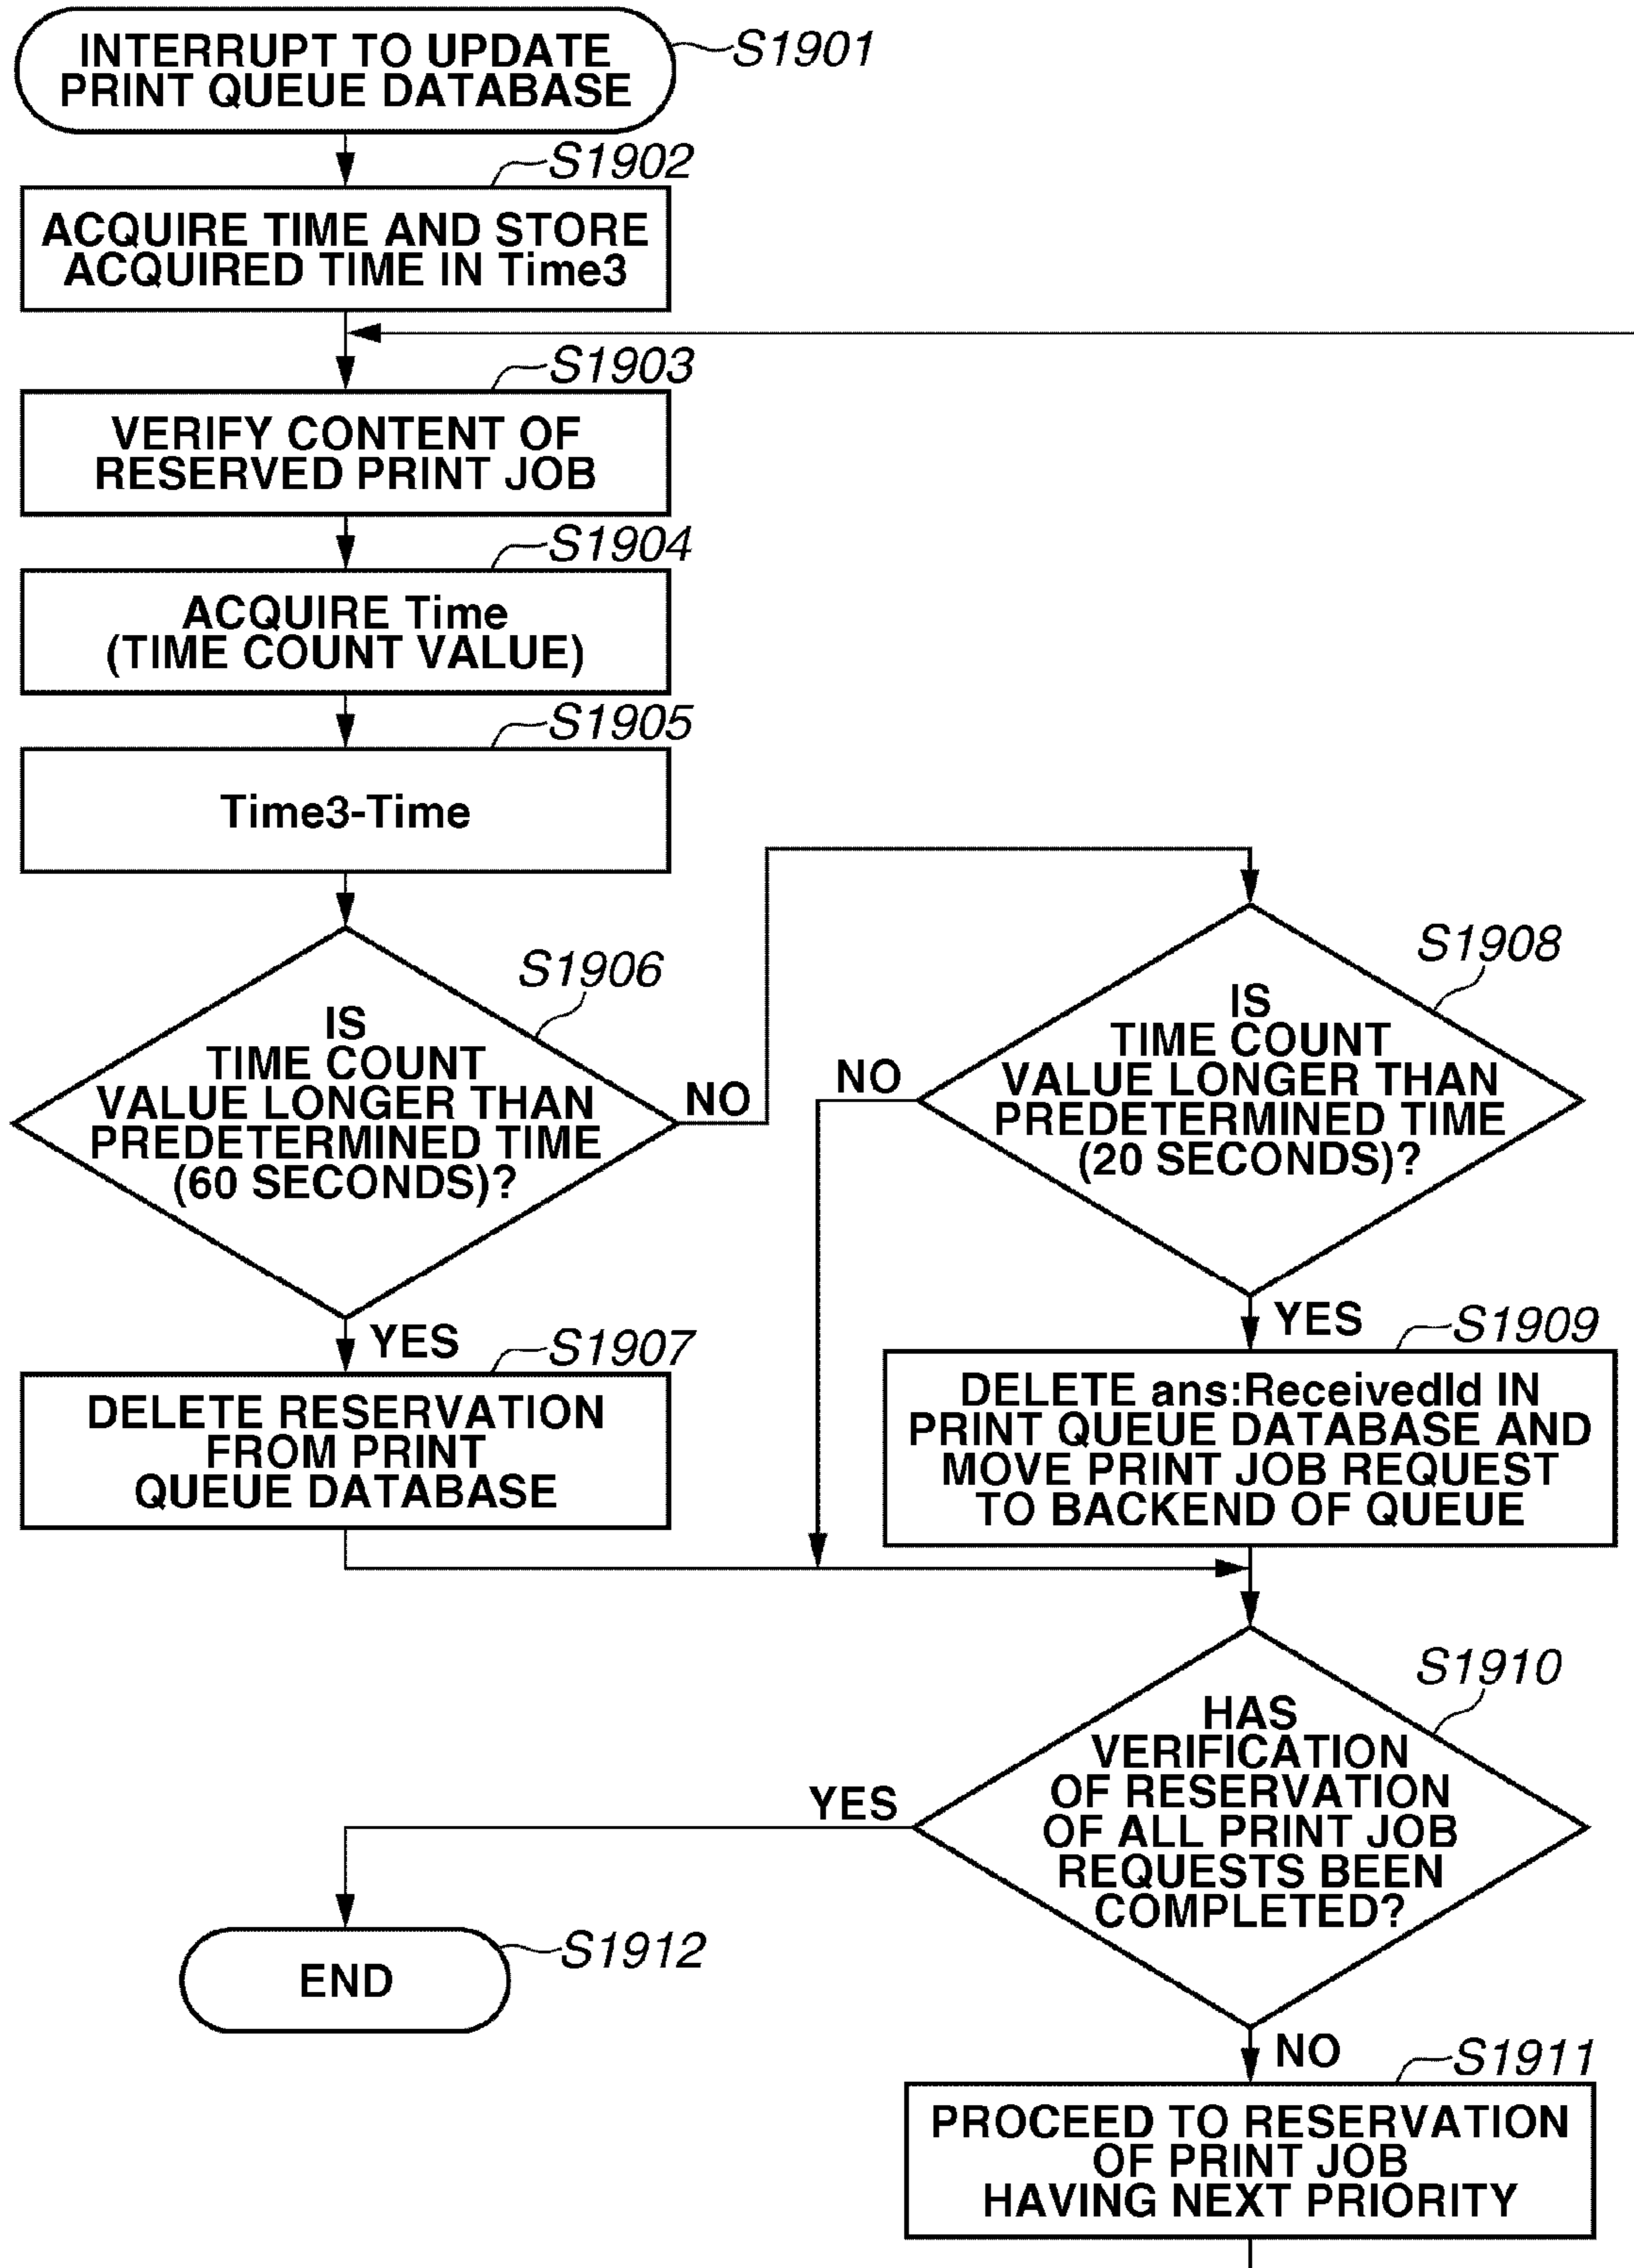 INTERRUPT TO UPDATE
PRINT QUEUE DATABASE
S1901
S1902
ACQUIRE TIME AND STORE
ACQUIRED TIME IN Time3
S1903
VERIFY CONTENT OF
RESERVED PRINT JOB
S1904
ACQUIRE Time
(TIME COUNT VALUE)
S1905
Time3-Time
S1906
IS
TIME COUNT
VALUE LONGER THAN
PREDETERMINED TIME
(60 SECONDS)?
NO
YES
S1907
DELETE RESERVATION
FROM PRINT
QUEUE DATABASE
S1908
IS
TIME COUNT
VALUE LONGER THAN
PREDETERMINED TIME
(20 SECONDS)?
NO
YES
S1909
DELETE ans:ReceivedId IN
PRINT QUEUE DATABASE AND
MOVE PRINT JOB REQUEST
TO BACKEND OF QUEUE
S1910
HAS
VERIFICATION
OF RESERVATION
OF ALL PRINT JOB
REQUESTS BEEN
COMPLETED?
YES
S1912
END
NO
S1911
PROCEED TO RESERVATION
OF PRINT JOB
HAVING NEXT PRIORITY